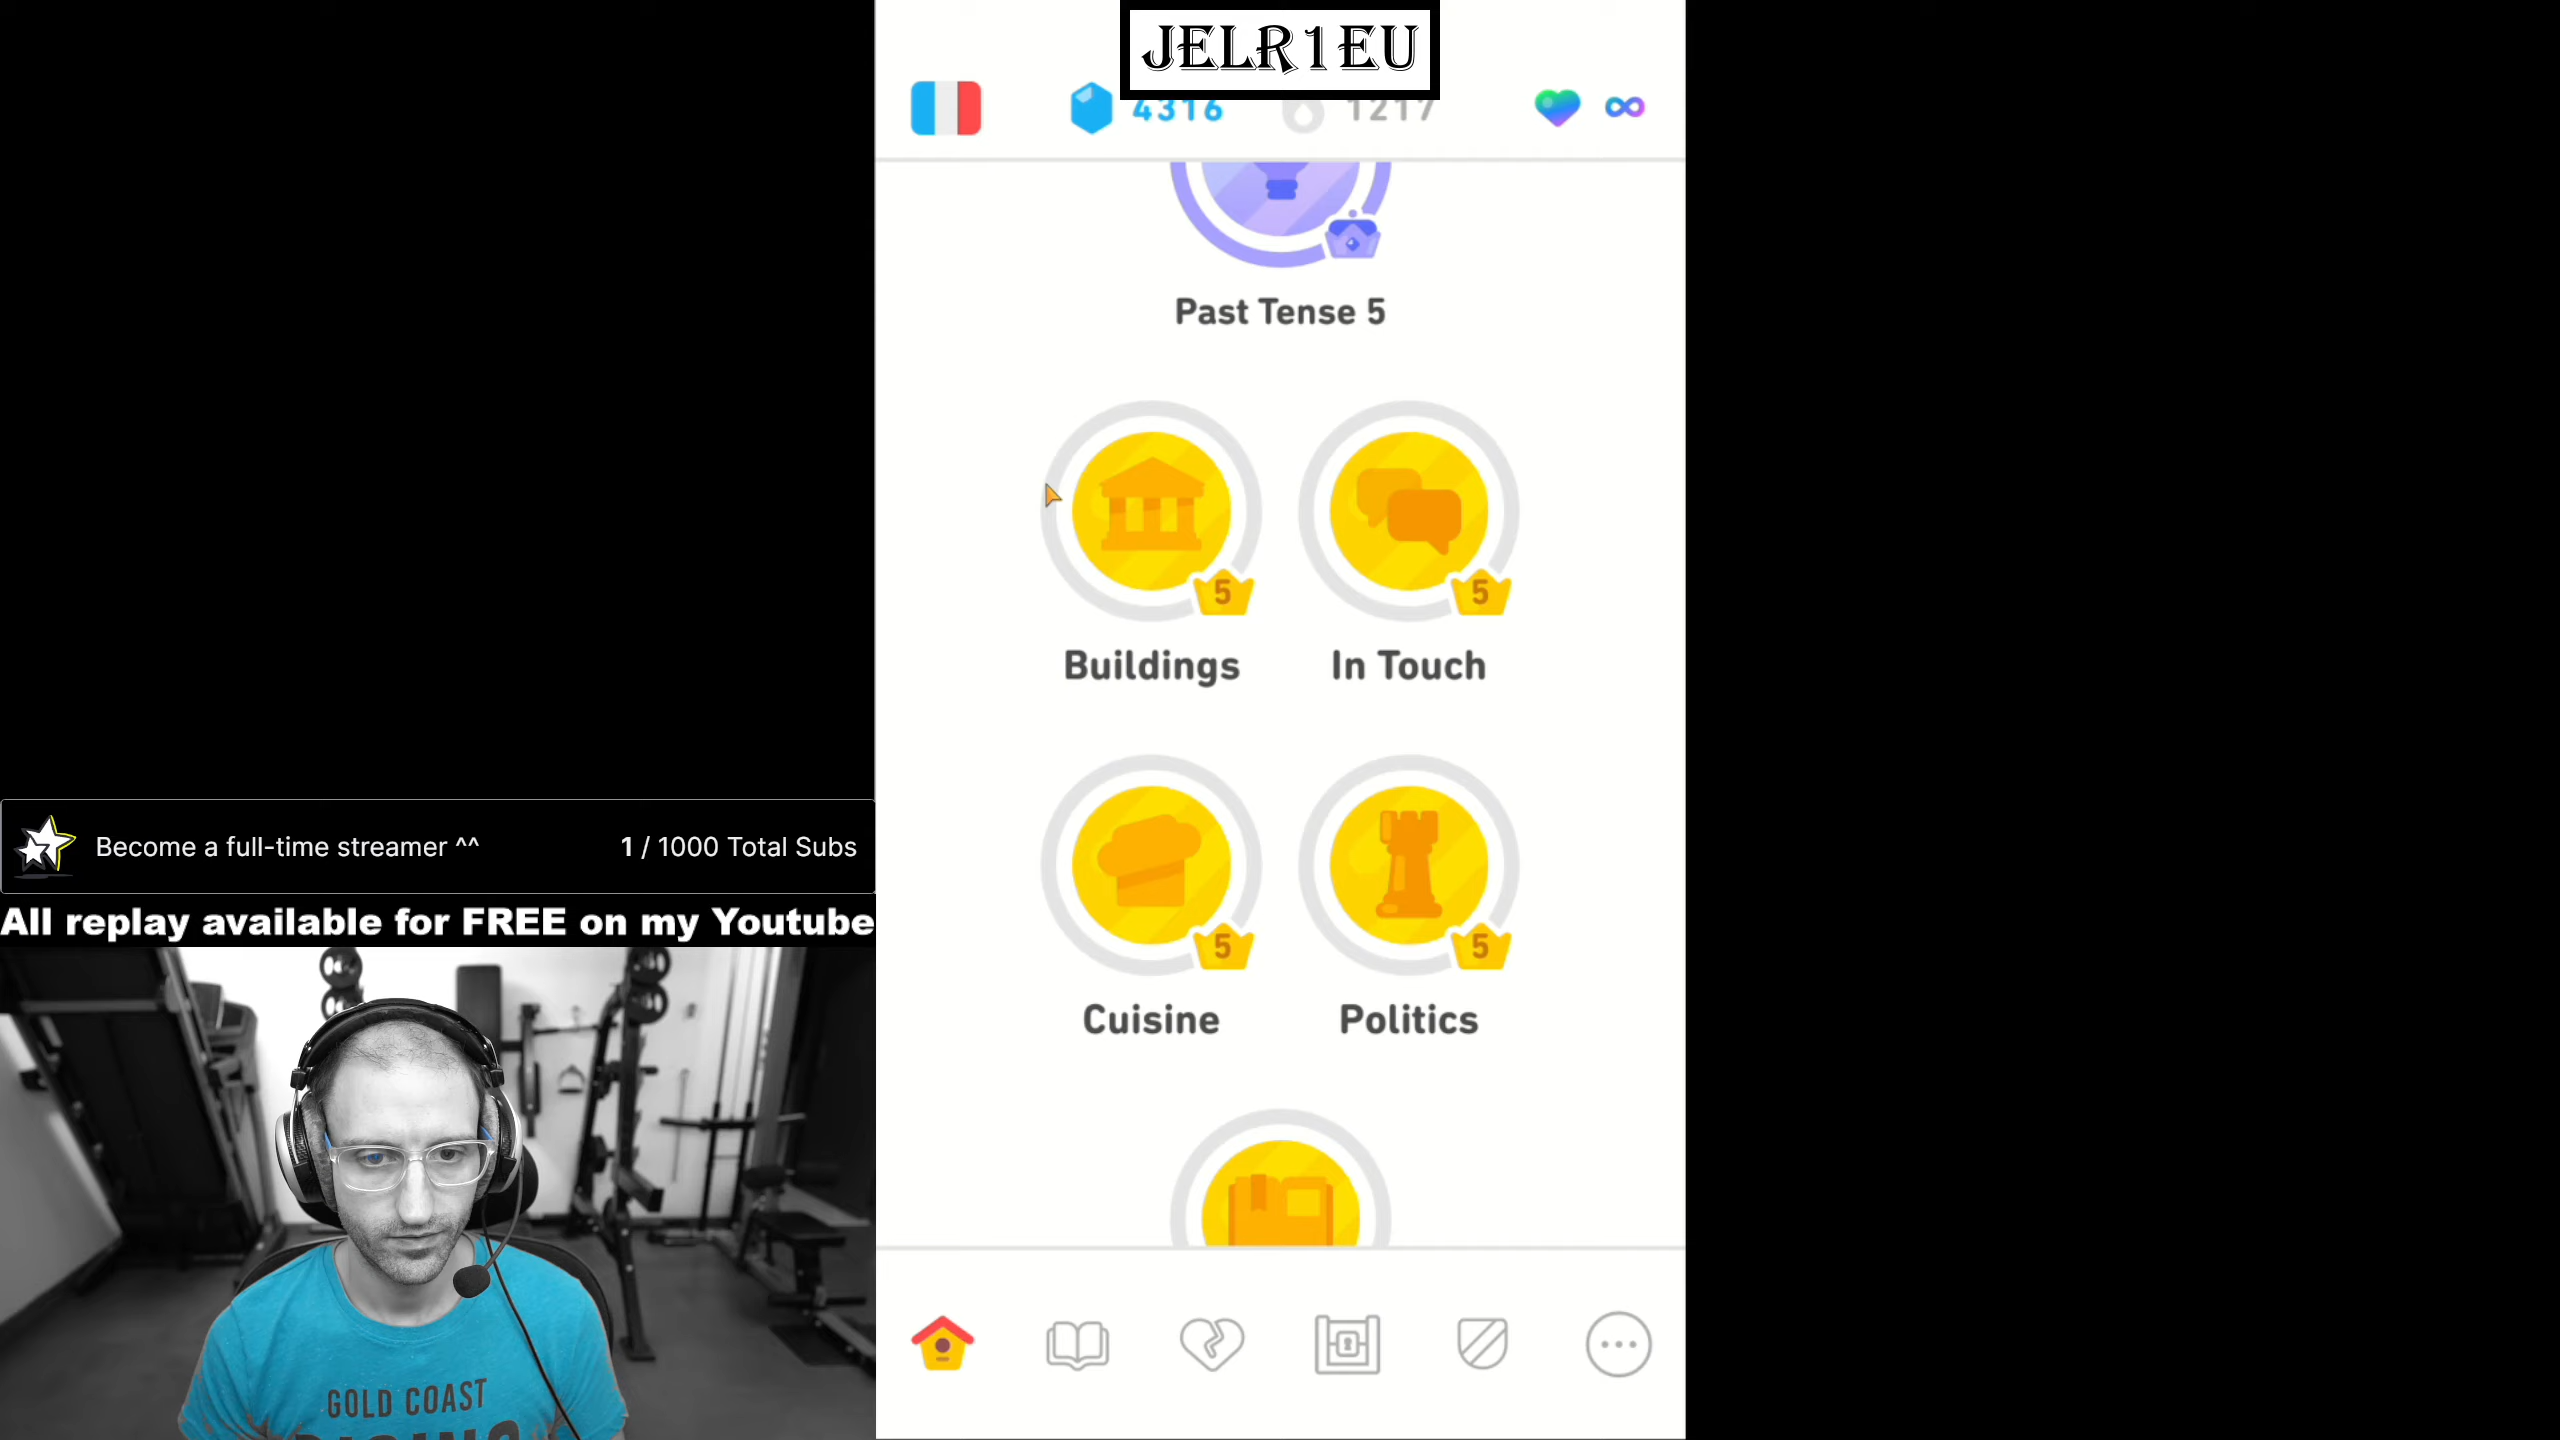 JELR1EU
4316
1217
Past Tense 5
5
5
Buildings
In Touch
5
5
Cuisine
Politics
Become a full-time streamer ^^
1 / 1000 Total Subs
All replay available for FREE on my Youtube
GOLD COAST